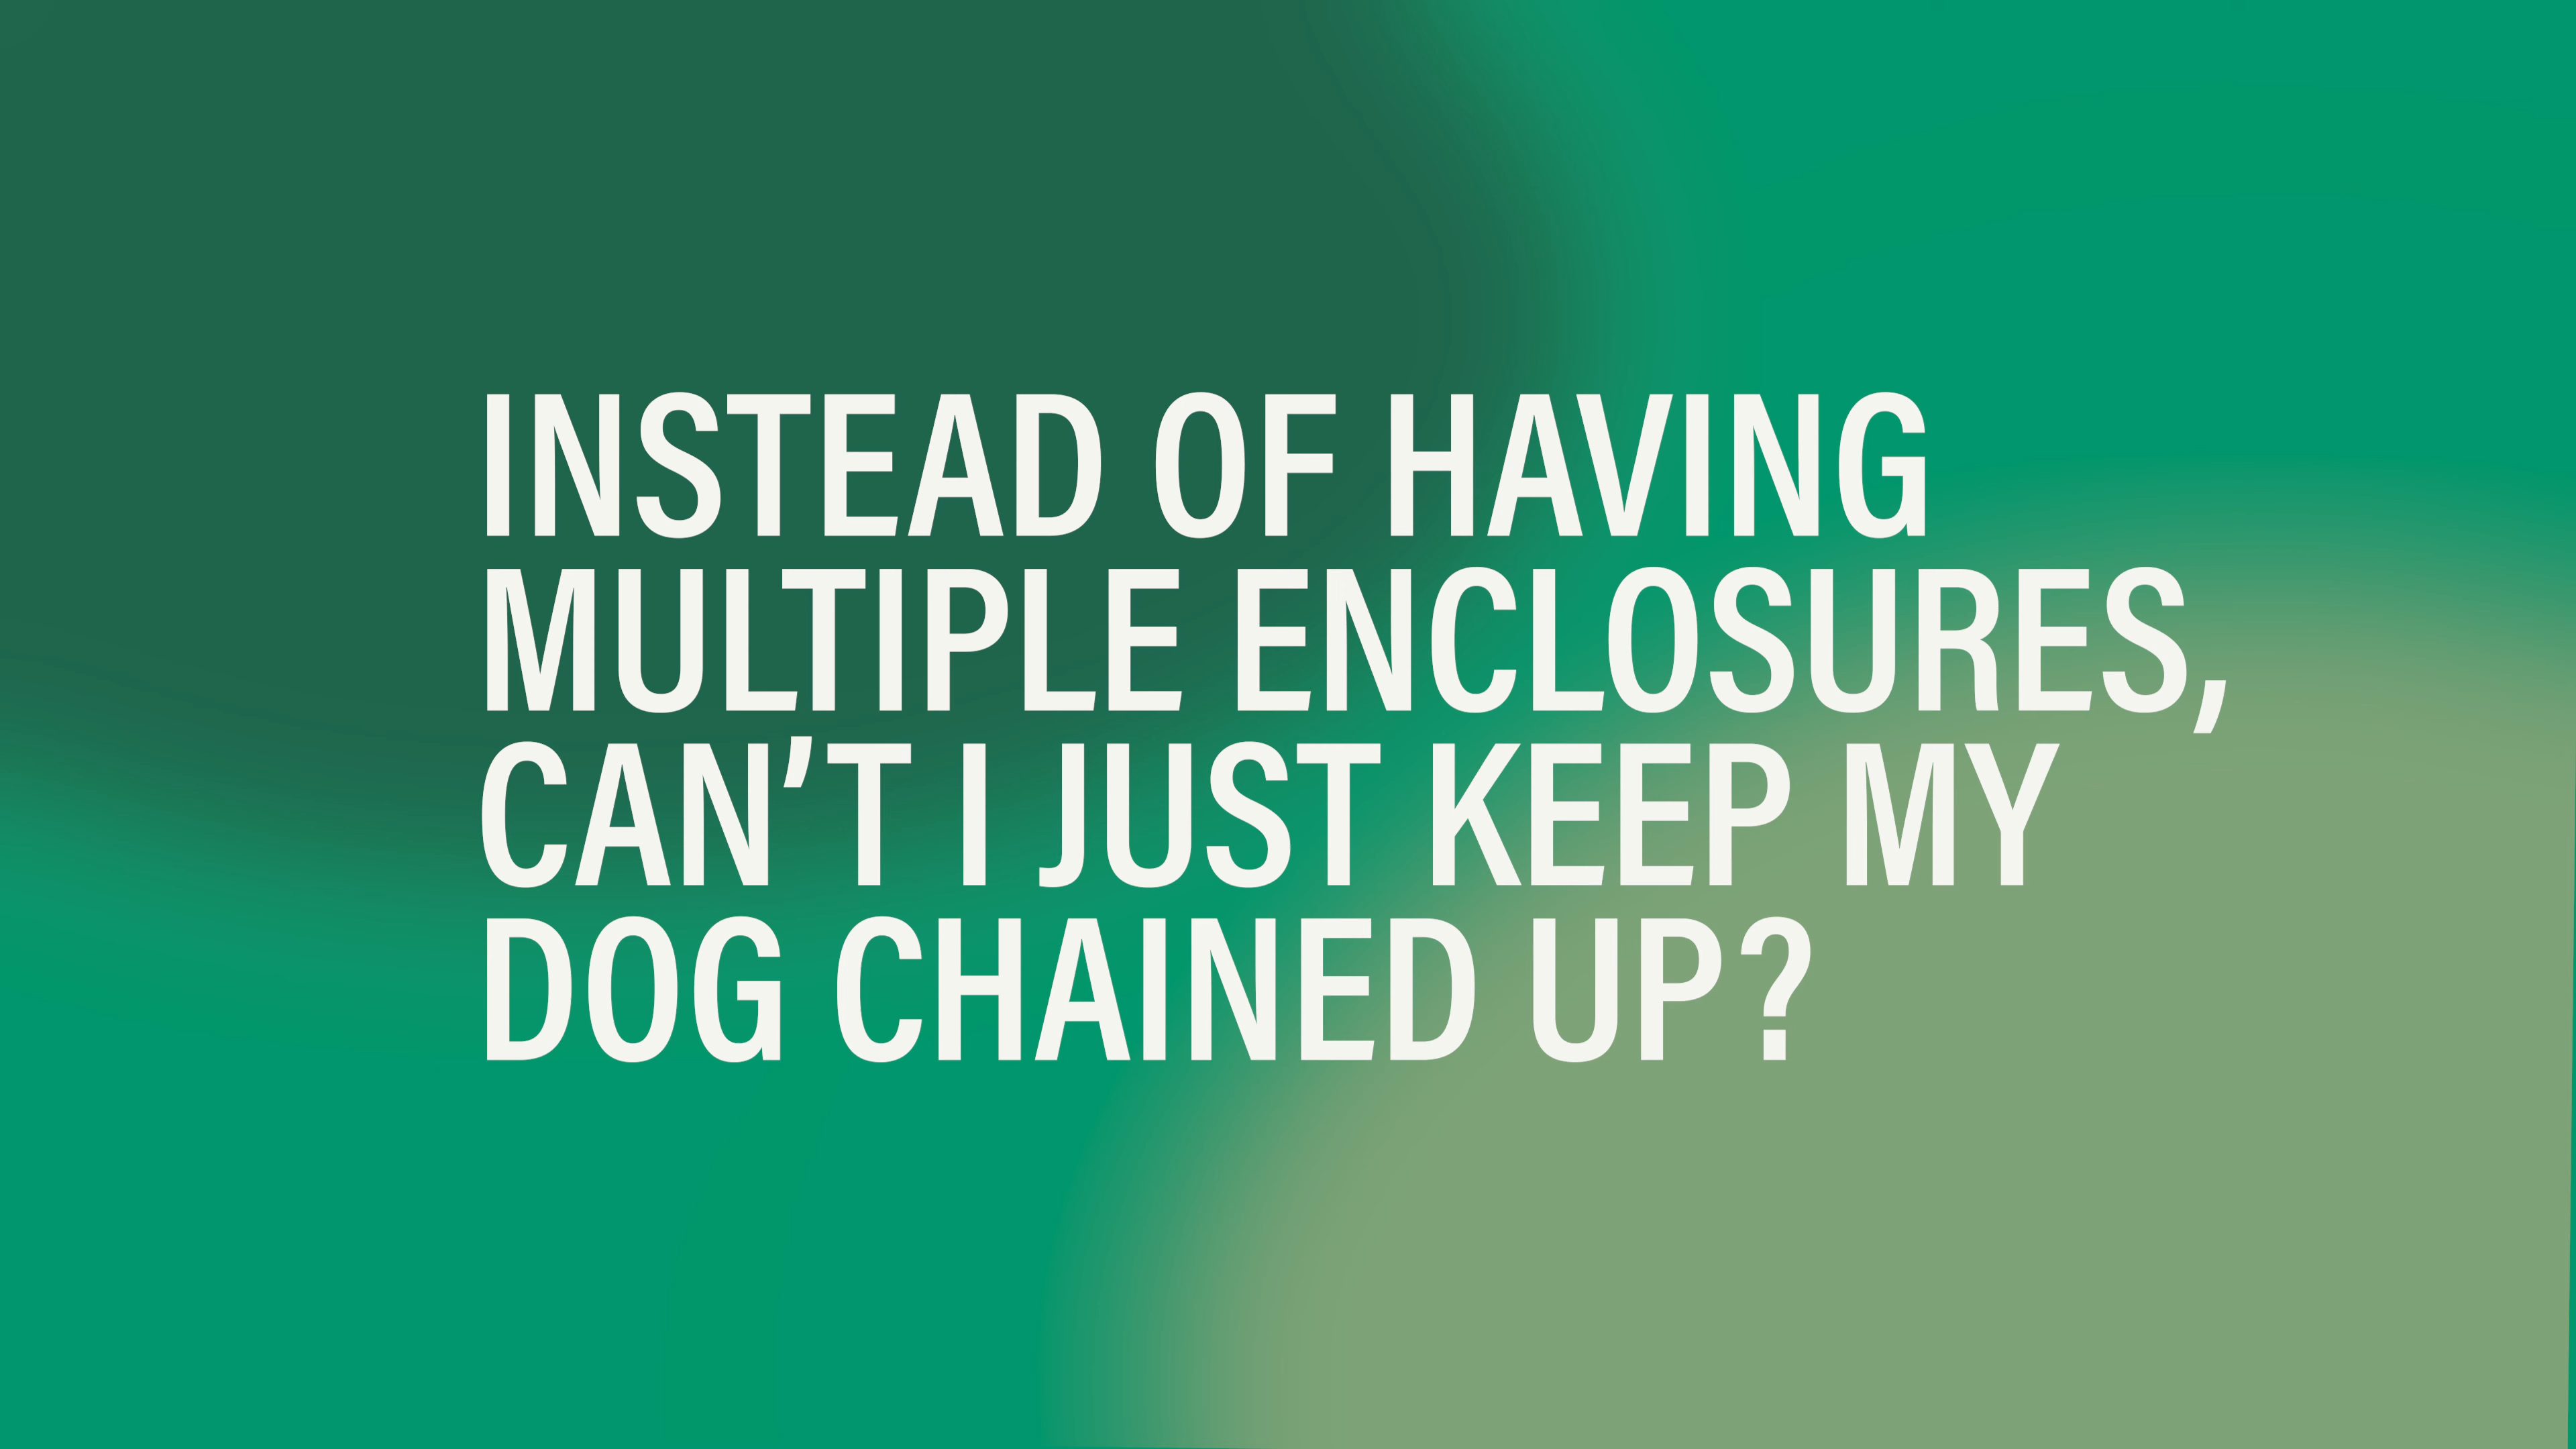 INSTEAD OF HAVING
MULTIPLE ENCLOSURES,
CAN’T I JUST KEEP MY
DOG CHAINED UP?